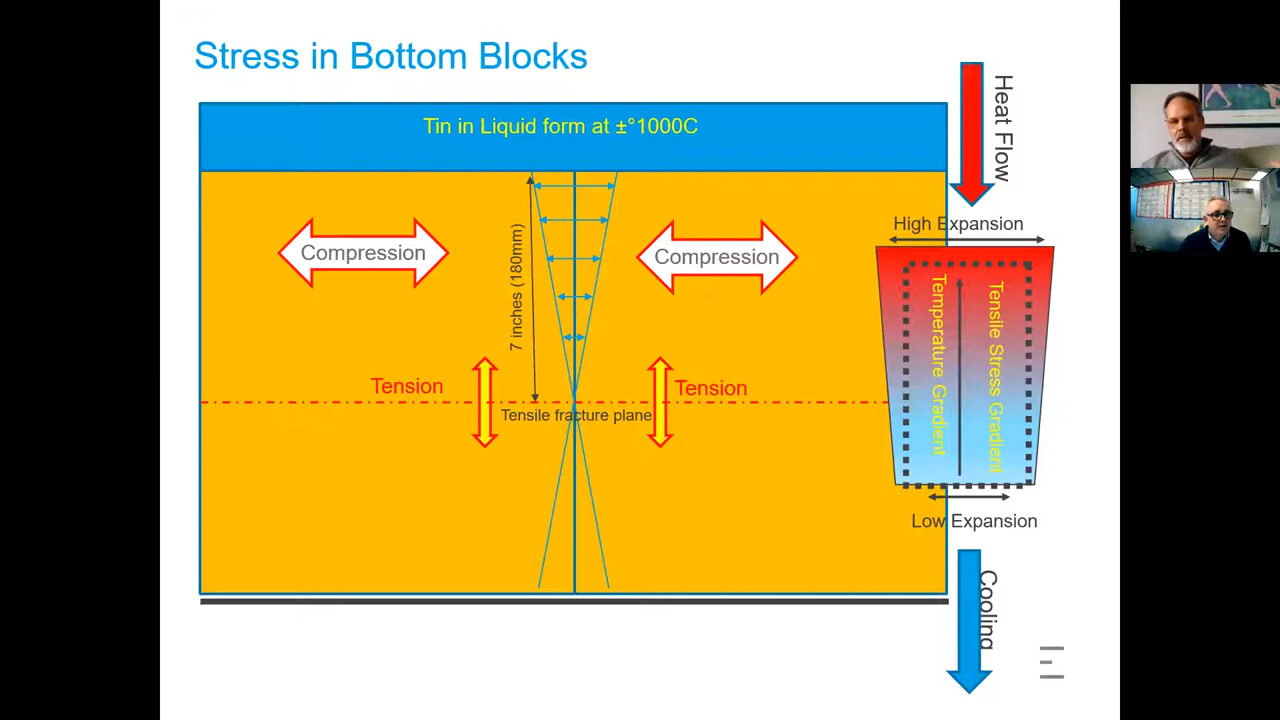 Stress in Bottom Blocks
Heat Flow
Tin in Liquid form at ±°1000C
High Expansion
Compression
Compression
7 inches (180mm)
Temperature Gradient
Tensile Stress Gradient
Tension
Tension
Tensile fracture plane
Low Expansion
Cooling